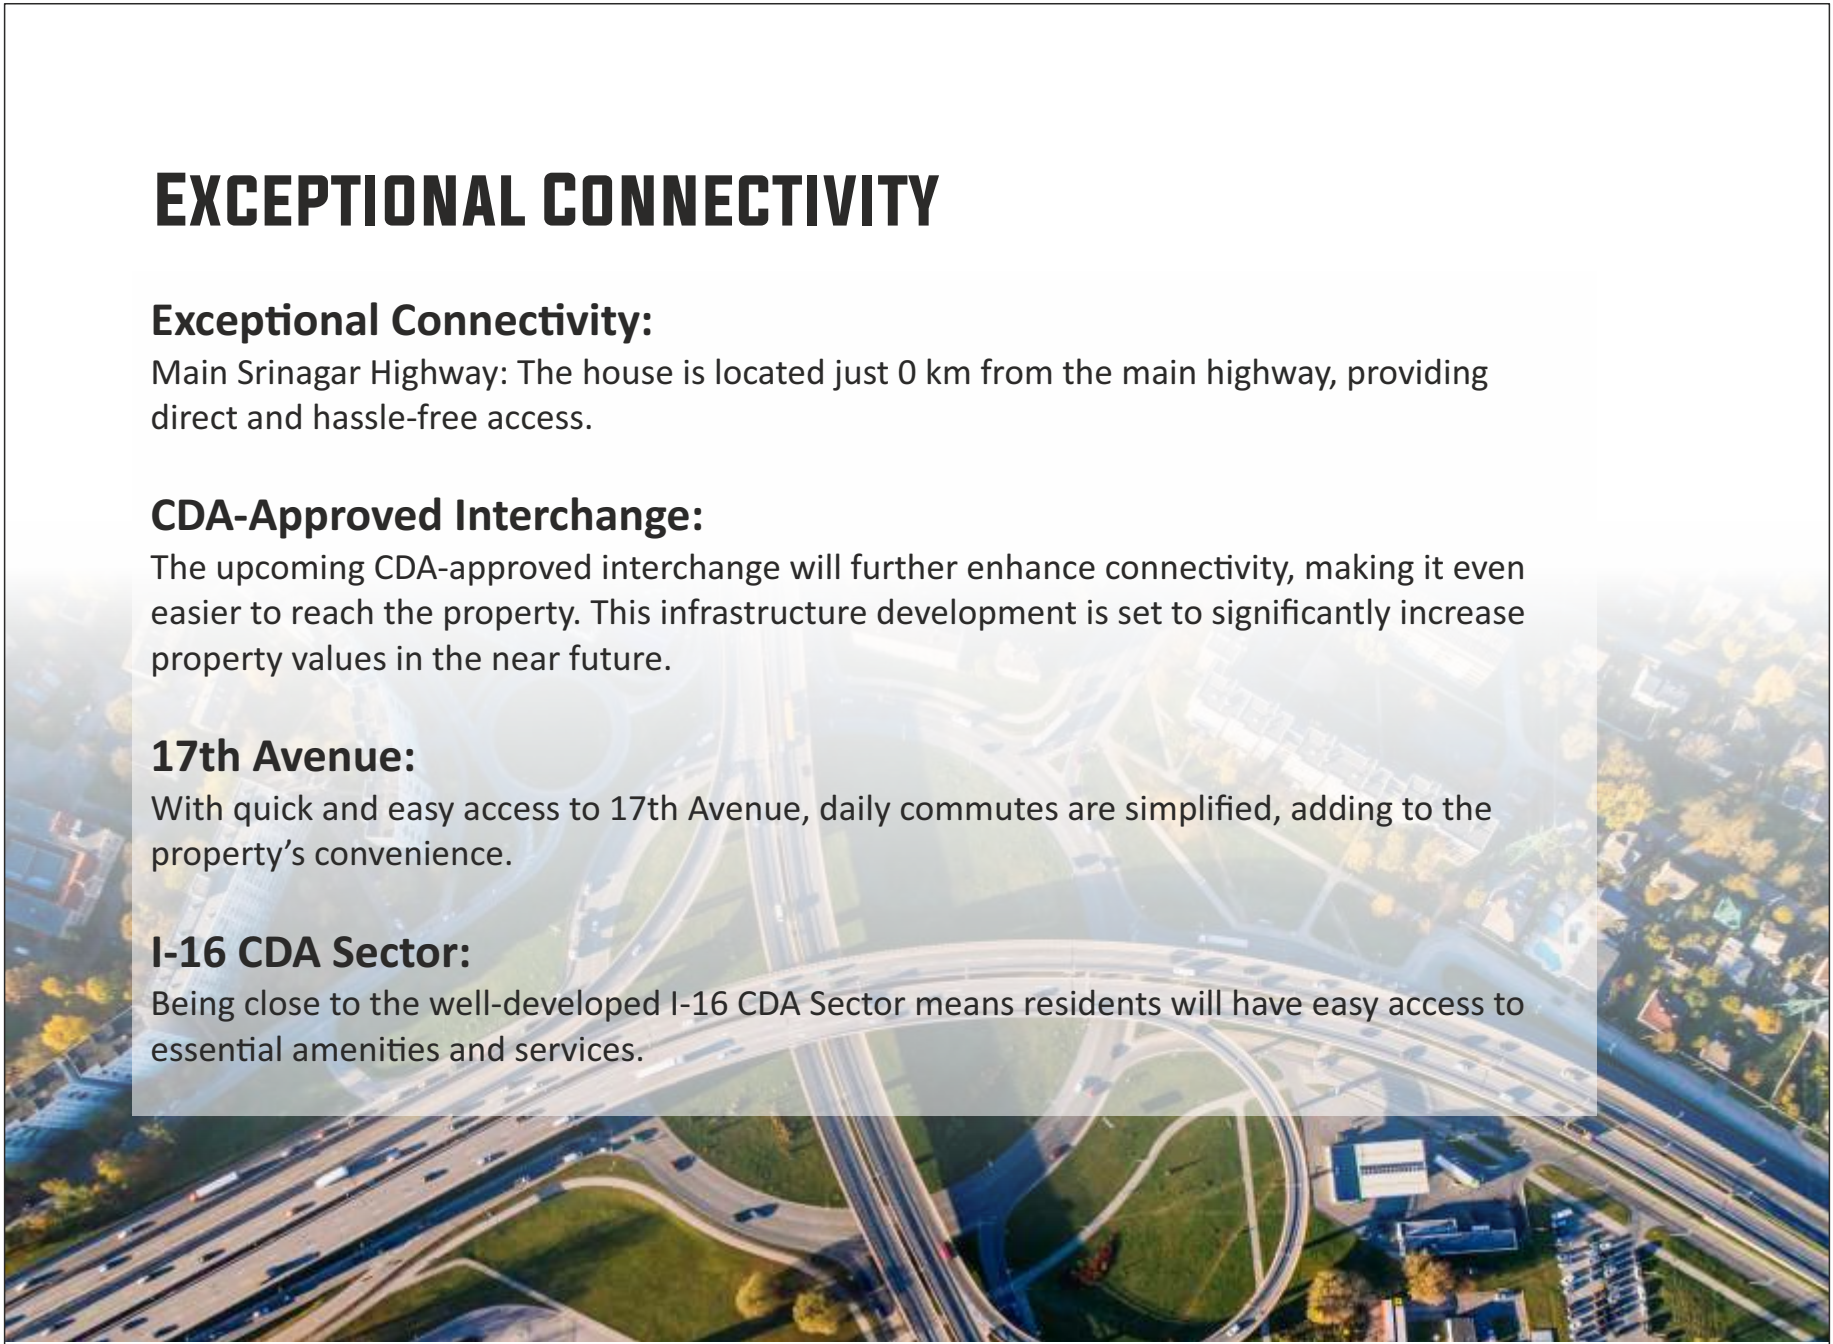 EXCEPTIONAL CONNECTIVITY
Exceptional Connectivity:
Main Srinagar Highway: The house is located just 0 km from the main highway, providing
direct and hassle-free access.
CDA-Approved Interchange:
The upcoming CDA-approved interchange will further enhance connectivity, making it even
easier to reach the property. This infrastructure development is set to significantly increase
property values in the near future.
17th Avenue:
With quick and easy access to 17th Avenue, daily commutes are simplified, adding to the
property’s convenience.
I-16 CDA Sector:
Being close to the well-developed I-16 CDA Sector means residents will have easy access to
essential amenities and services.